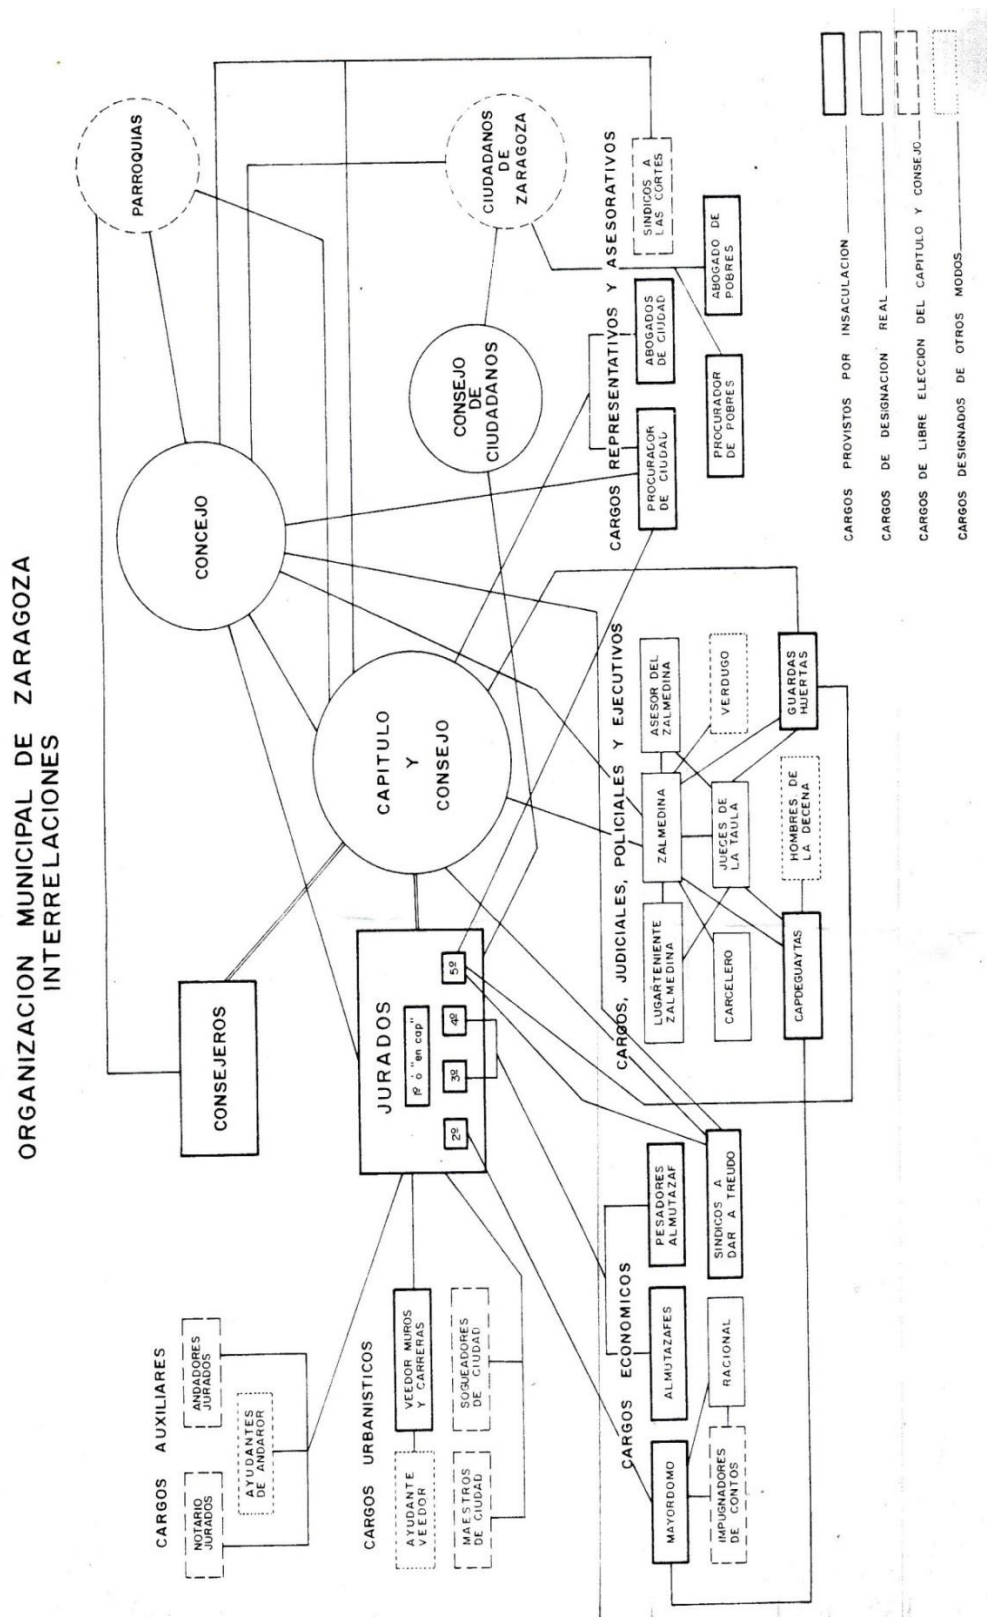 ORGANIZACION MUNICIPAL DE ZARAGOZA
INTERRELACIONES
PARROQUIAS
CONCEJO
CONSEJEROS
CIUDADANOS
DE
ZARAGOZA
CONSEJO
DE
CIUDADANOS
CAPITULO
Y
CONSEJO
JURADOS
1º ó "en cap"
2º
3º
4º
5º
CARGOS AUXILIARES
NOTARIO
JURADOS
ANDADORES
JURADOS
AYUDANTES
DE ANDAROR
CARGOS URBANISTICOS
AYUDANTE
VEEDOR
VEEDOR MUROS
Y CARRERAS
MAESTROS
DE CIUDAD
SOGUEADORES
DE CIUDAD
CARGOS ECONOMICOS
MAYORDOMO
ALMUTAZAFES
PESADORES
ALMUTAZAF
IMPUGNADORES
DE CONTOS
RACIONAL
SINDICOS A
DAR A TREUDO
CARGOS, JUDICIALES, POLICIALES Y EJECUTIVOS
LUGARTENIENTE
ZALMEDINA
ZALMEDINA
ASESOR DEL
ZALMEDINA
CARCELERO
JUECES DE
LA TAULA
VERDUGO
CAPDEGUAYTAS
HOMBRES DE
LA DECENA
GUARDAS
HUERTAS
CARGOS REPRESENTATIVOS Y ASESORATIVOS
PROCURADOR
DE CIUDAD
ABOGADOS
DE CIUDAD
SINDICOS A
LAS CORTES
PROCURADOR
DE POBRES
ABOGADO DE
POBRES
CARGOS PROVISTOS POR INSACULACION
CARGOS DE DESIGNACION REAL
CARGOS DE LIBRE ELECCION DEL CAPITULO Y CONSEJO
CARGOS DESIGNADOS DE OTROS MODOS